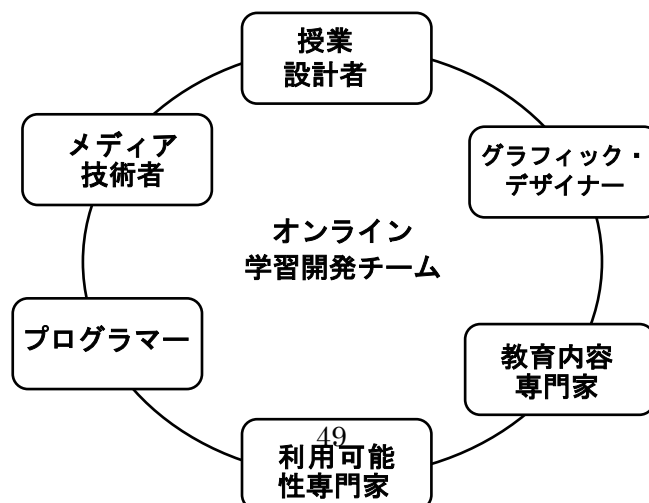 授業
設計者
メディア
技術者
グラフィック・
デザイナー
オンライン
学習開発チーム
プログラマー
教育内容
専門家
49
利用可能
性専門家